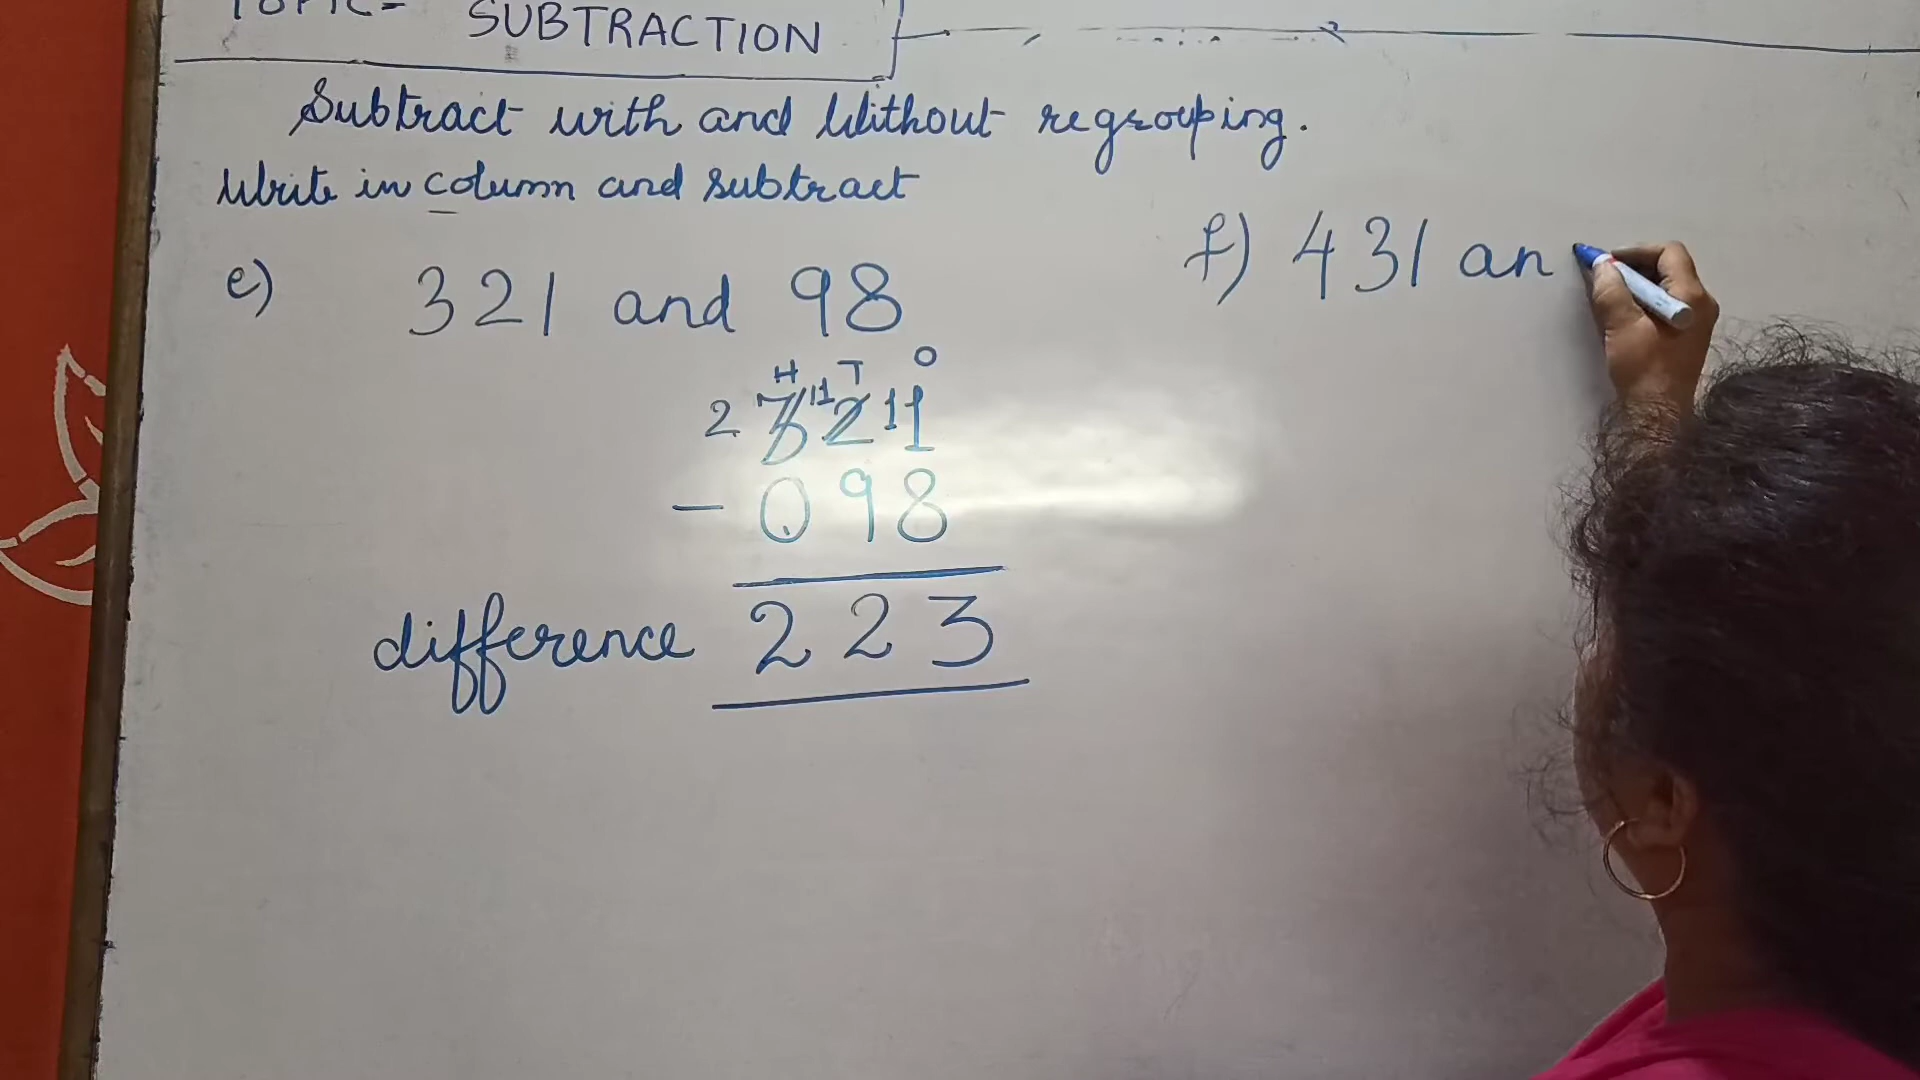 TOPIC=
SUBTRACTION
Subtract with and Without regrouping.
Write in column and subtract
e) 321 and 98
H T O
2 3 11 2 11
- 0 9 8
difference 2 2 3
f) 431 an